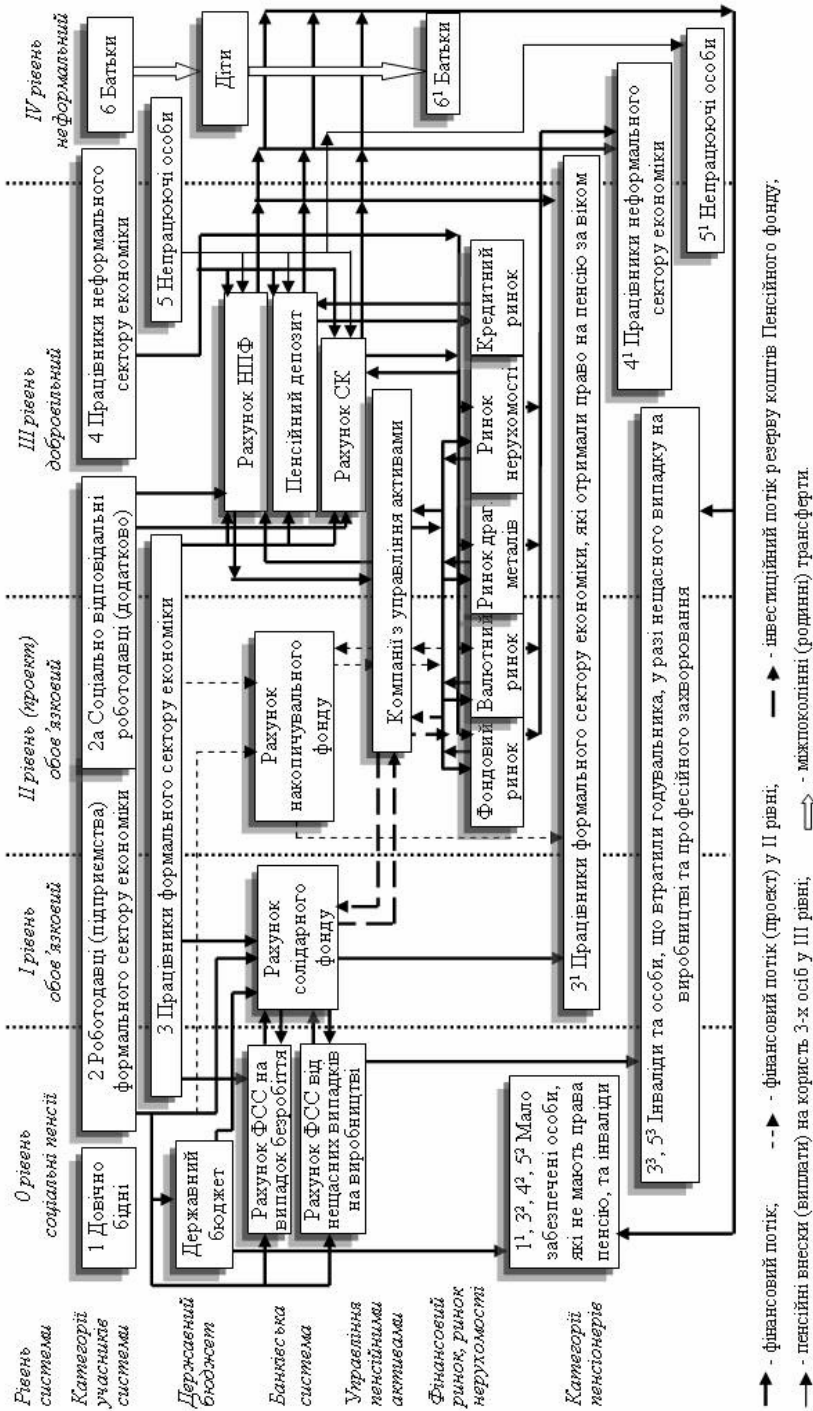 Рівень
системи
0 рівень
соціальні пенсії
I рівень
обов’язковий
II рівень (проект)
обов’язковий
III рівень
добровільний
IV рівень
неформальний
Категорії
учасників
системи
1 Довічно
бідні
2 Роботодавці (підприємства)
формального сектору економіки
2а Соціально відповідальні
роботодавці (додатково)
4 Працівники неформального
сектору економіки
6 Батьки
3 Працівники формального сектору економіки
5 Непрацюючі особи
Державний
бюджет
Державний
бюджет
Діти
Банківська
система
Рахунок ФСС на
випадок безробіття
Рахунок ФСС від
нещасних випадків
на виробництві
Рахунок
солідарного
фонду
Рахунок
накопичувального
фонду
Рахунок НПФ
Пенсійний депозит
Рахунок СК
Управління
пенсійними
активами
Компанії з управління активами
6¹ Батьки
Фінансовий
ринок, ринок
нерухомості
Фондовий
ринок
Валютний
ринок
Ринок драг.
металів
Ринок
нерухомості
Кредитний
ринок
Категорії
пенсіонерів
1¹, 3², 4², 5² Мало
забезпечені особи,
які не мають права
пенсію, та інваліди
3¹ Працівники формального сектору економіки, які отримали право на пенсію за віком
4¹ Працівники неформального
сектору економіки
3³, 5³ Інваліди та особи, що втратили годувальника, у разі нещасного випадку на
виробництві та професійного захворювання
5¹ Непрацюючі особи
- фінансовий потік;
- фінансовий потік (проект) у II рівні;
- інвестиційний потік резерву коштів Пенсійного фонду;
- пенсійні внески (виплати) на користь 3-х осіб у III рівні;
- міжпоколінні (родинні) трансферти.